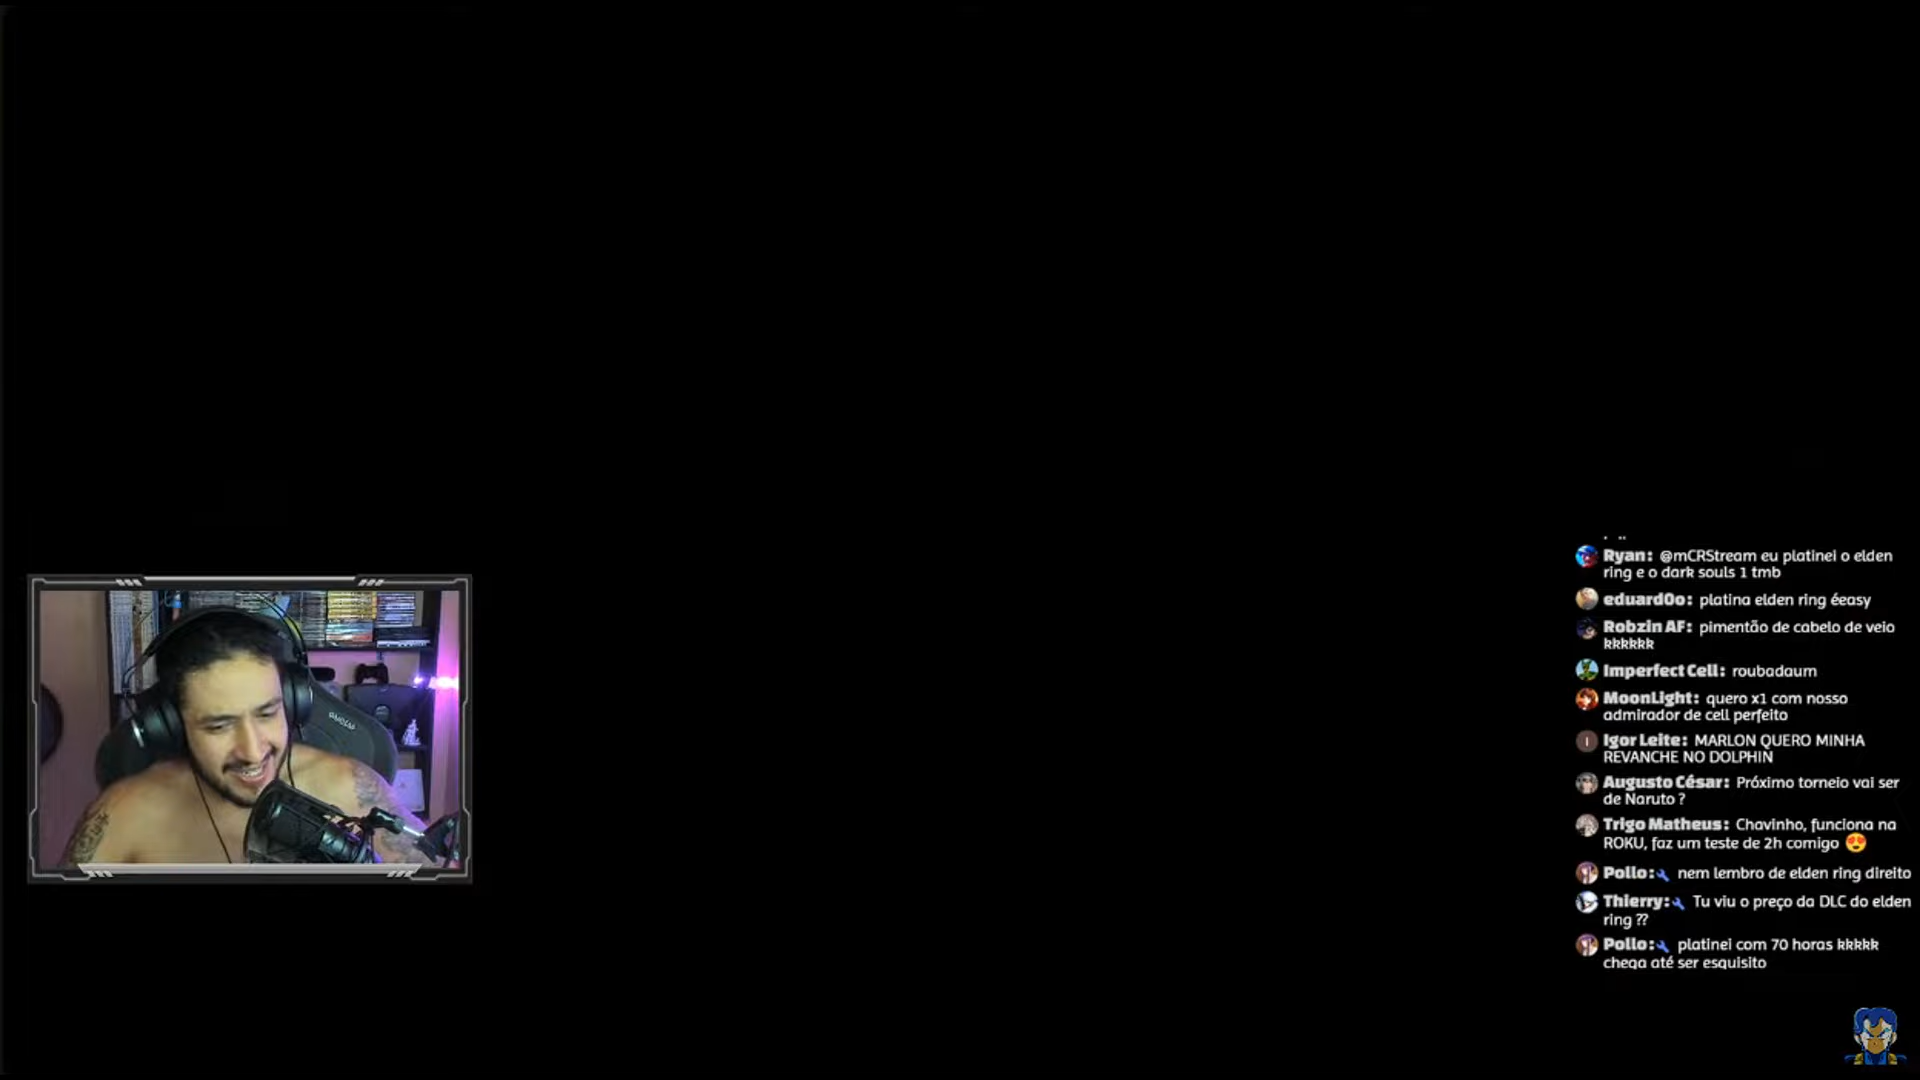 Ryan: @mCRStream eu platinei o elden
ring e o dark souls 1 tmb
eduard0o: platina elden ring éeasy
Robzin AF: pimentão de cabelo de veio
kkkkkk
Imperfect Cell: roubadaum
MoonLight: quero x1 com nosso
admirador de cell perfeito
I
Igor Leite: MARLON QUERO MINHA
REVANCHE NO DOLPHIN
Augusto César: Próximo torneio vai ser
de Naruto ?
Trigo Matheus: Chavinho, funciona na
ROKU, faz um teste de 2h comigo 😍
Pollo: nem lembro de elden ring direito
Thierry: Tu viu o preço da DLC do elden
ring ??
Pollo: platinei com 70 horas kkkkk
chega até ser esquisito